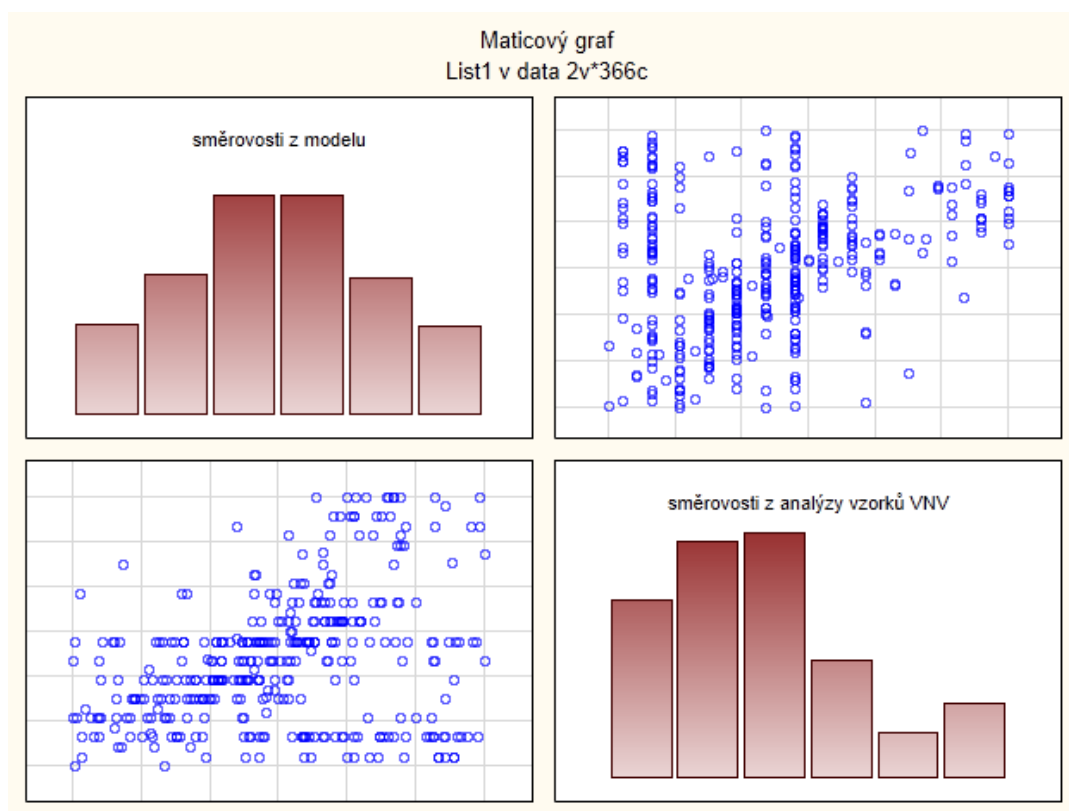 Maticový graf
List1 v data 2v*366c
směrovosti z modelu
směrovosti z analýzy vzorků VNV